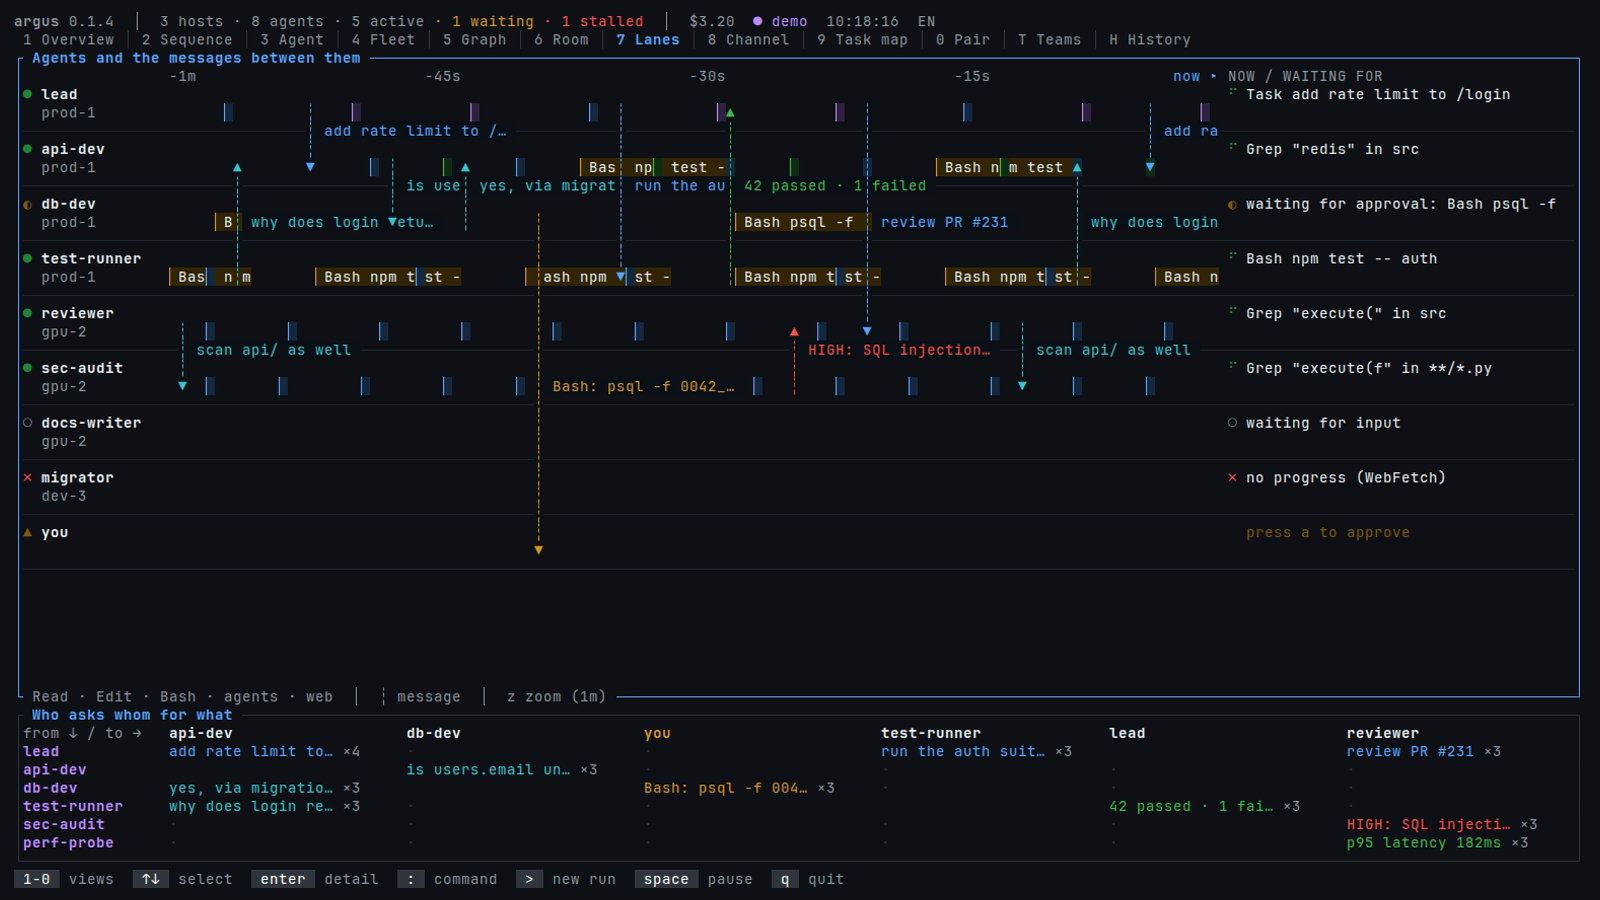 argus 0.1.4 │ 3 hosts · 8 agents · 5 active · 1 waiting · 1 stalled │ $3.20 ● demo 10:18:16 EN
1 Overview │ 2 Sequence │ 3 Agent │ 4 Fleet │ 5 Graph │ 6 Room │ 7 Lanes │ 8 Channel │ 9 Task map │ 0 Pair │ T Teams │ H History
Agents and the messages between them
-1m -45s -30s -15s now ▸ NOW / WAITING FOR
● lead Task add rate limit to /login
prod-1
add rate limit to /… add ra
● api-dev Grep "redis" in src
prod-1 Bas np test - Bash n m test
is use yes, via migrat run the au 42 passed · 1 failed
◐ db-dev ◐ waiting for approval: Bash psql -f
prod-1 B why does login etu… Bash psql -f review PR #231 why does login
● test-runner Bash npm test -- auth
prod-1 Bas n m Bash npm t st - ash npm st - Bash npm t st - Bash npm t st - Bash n
● reviewer Grep "execute(" in src
gpu-2
scan api/ as well HIGH: SQL injection… scan api/ as well
● sec-audit Grep "execute(f" in **/*.py
gpu-2 Bash: psql -f 0042_…
○ docs-writer ○ waiting for input
gpu-2
× migrator × no progress (WebFetch)
dev-3
▲ you press a to approve
Read · Edit · Bash · agents · web │ ┆ message │ z zoom (1m)
Who asks whom for what
from ↓ / to → api-dev db-dev you test-runner lead reviewer
lead add rate limit to… ×4 · · run the auth suit… ×3 review PR #231 ×3
api-dev is users.email un… ×3 · · · ·
db-dev yes, via migratio… ×3 Bash: psql -f 004… ×3 · · ·
test-runner why does login re… ×3 · · 42 passed · 1 fai… ×3 ·
sec-audit · · · · · HIGH: SQL injecti… ×3
perf-probe · · · · · p95 latency 182ms ×3
1-0 views ↑↓ select enter detail : command > new run space pause q quit